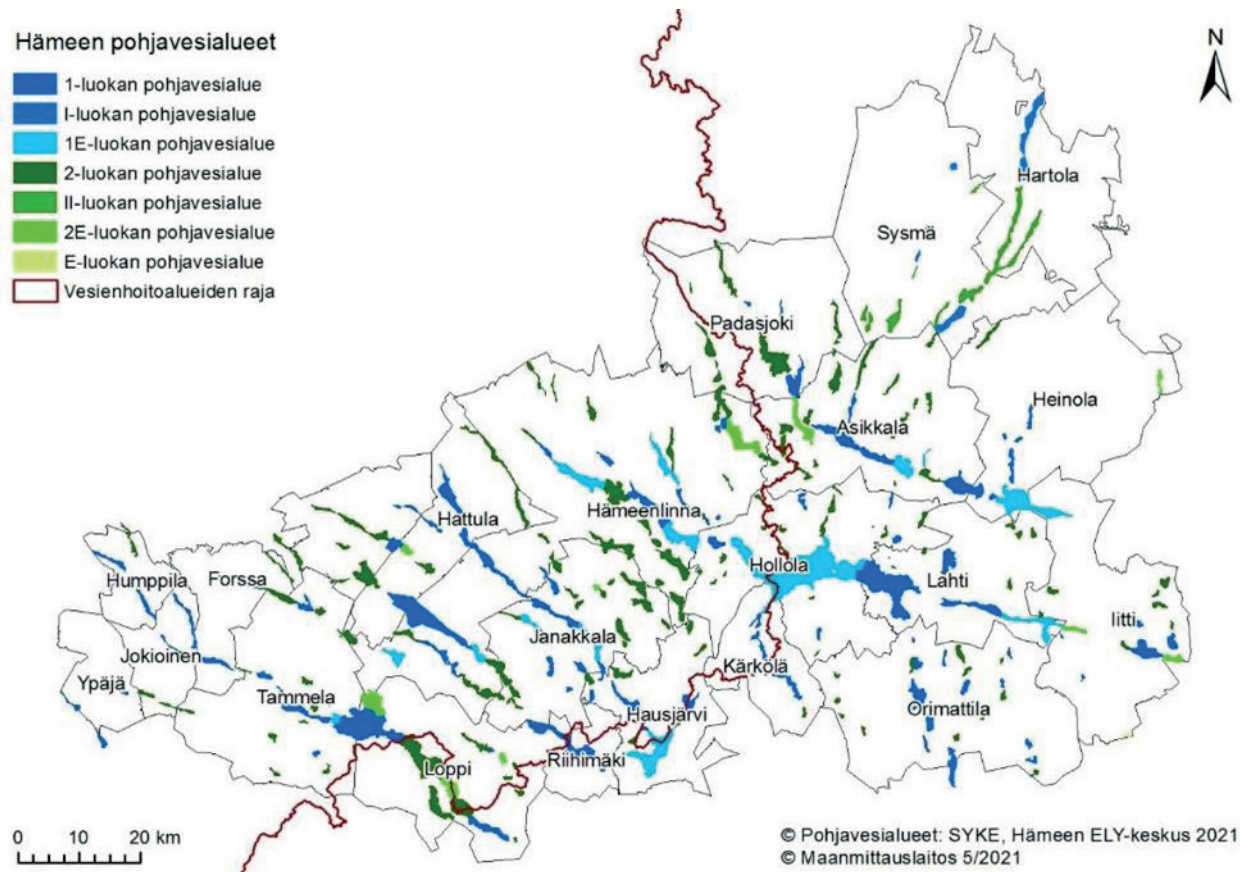 Hämeen pohjavesialueet
1-luokan pohjavesialue
I-luokan pohjavesialue
1E-luokan pohjavesialue
2-luokan pohjavesialue
II-luokan pohjavesialue
2E-luokan pohjavesialue
E-luokan pohjavesialue
Vesienhoitoalueiden raja
N
Hartola
Sysmä
Padasjoki
Heinola
Asikkala
Hattula
Hämeenlinna
Hollola
Lahti
Humppila
Forssa
Iitti
Janakkala
Jokioinen
Kärkölä
Ypäjä
Tammela
Orimattila
Hausjärvi
Riihimäki
Loppi
0 10 20 km
© Pohjavesialueet: SYKE, Hämeen ELY-keskus 2021
© Maanmittauslaitos 5/2021